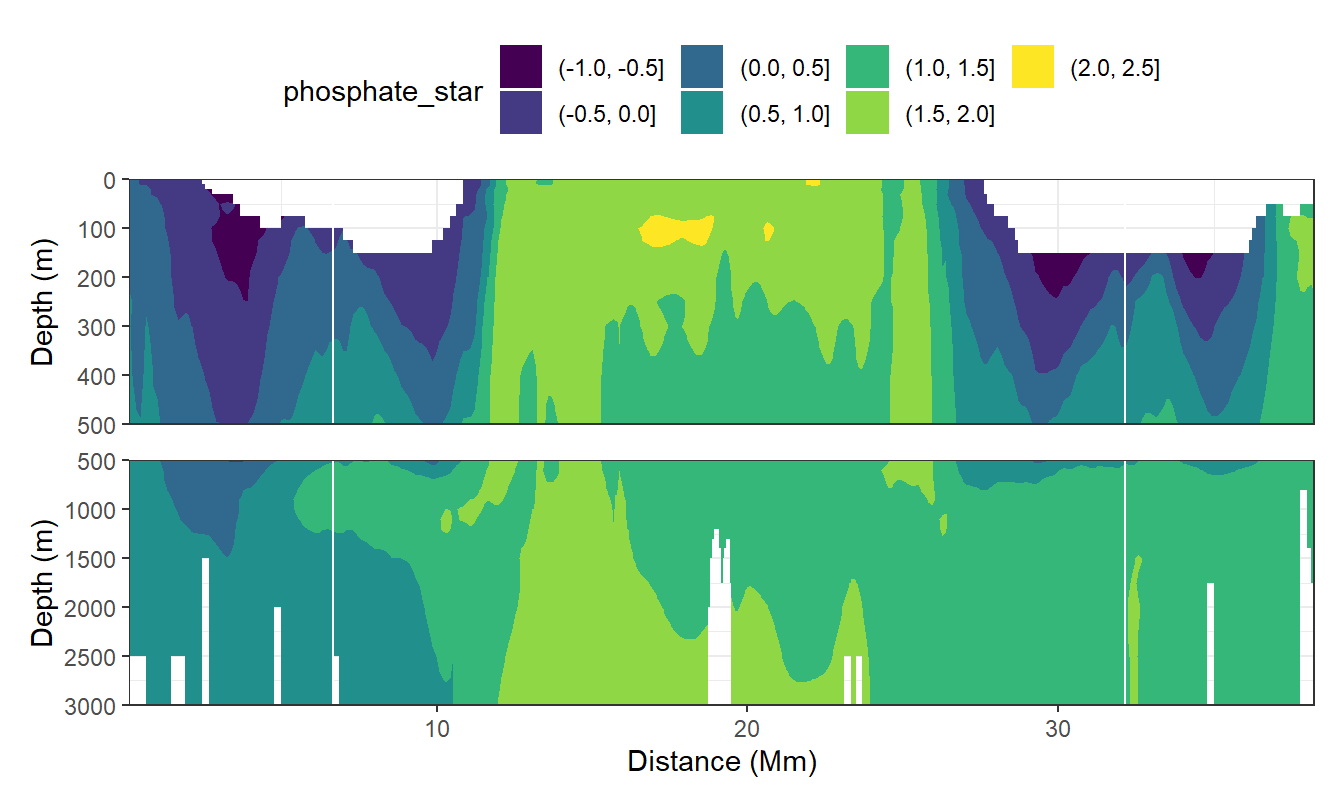 phosphate_star
(-1.0, -0.5] (0.0, 0.5] (1.0, 1.5] (2.0, 2.5]
(-0.5, 0.0] (0.5, 1.0] (1.5, 2.0]
Depth (m)
0
100
200
300
400
500
Depth (m)
500
1000
1500
2000
2500
3000
10 20 30
Distance (Mm)